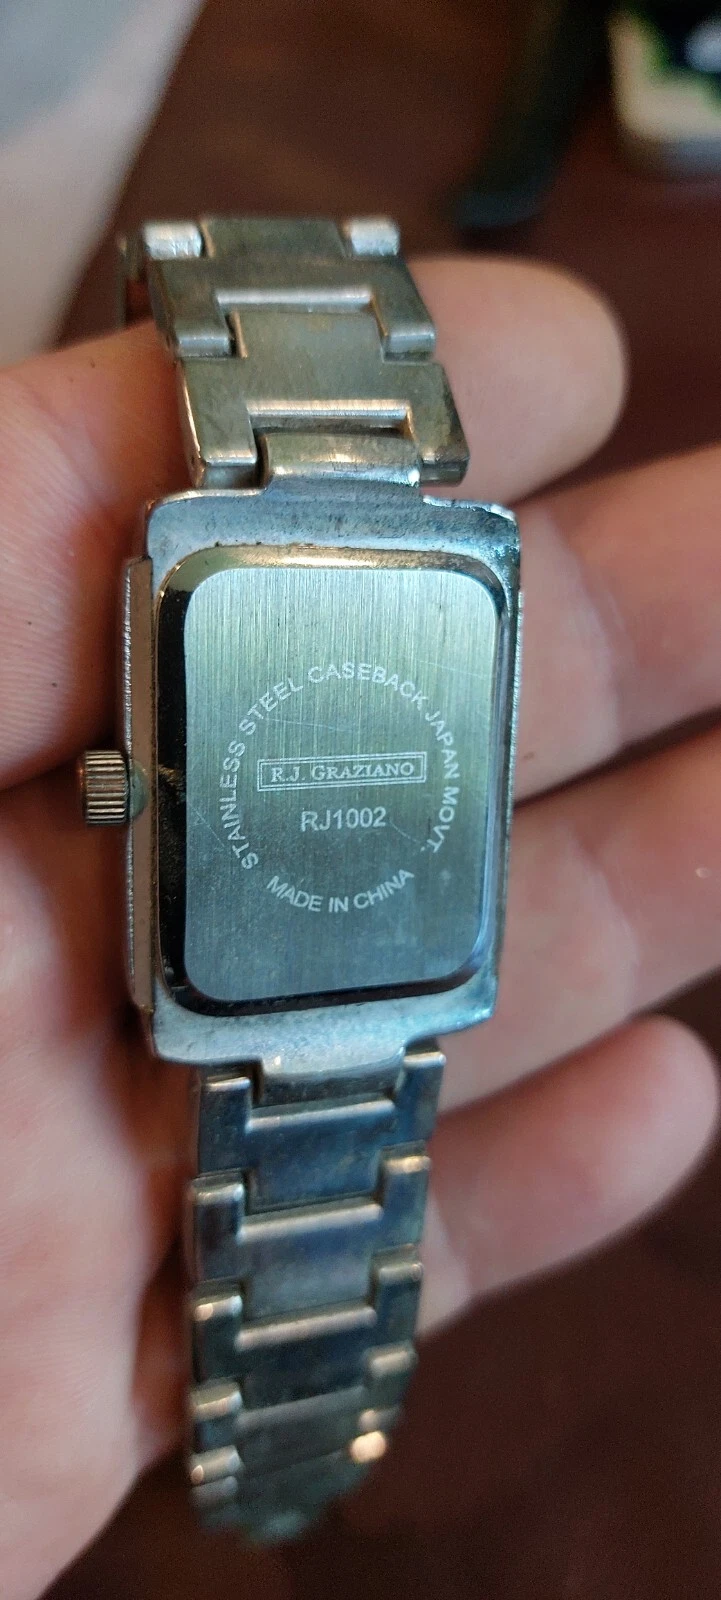 STAINLESS STEEL CASEBACK JAPAN MOVT.
R.J. GRAZIANO
RJ1002
MADE IN CHINA